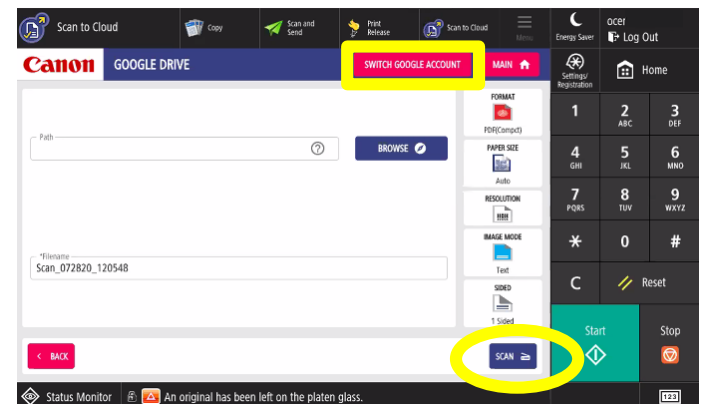 Scan to Cloud
Copy
Scan and
Send
Print
Release
Scan to Cloud
Menu
Energy Saver
ocer
Log Out
Canon
GOOGLE DRIVE
SWITCH GOOGLE ACCOUNT
MAIN
Settings/
Registration
Home
Path
?
BROWSE
*Filename
Scan_072820_120548
FORMAT
PDF(Compct)
PAPER SIZE
Auto
RESOLUTION
IMAGE MODE
Text
SIDED
1 Sided
< BACK
SCAN
1
2
ABC
3
DEF
4
GHI
5
JKL
6
MNO
7
PQRS
8
TUV
9
WXYZ
*
0
#
C
Reset
Start
Stop
Status Monitor
An original has been left on the platen glass.
123